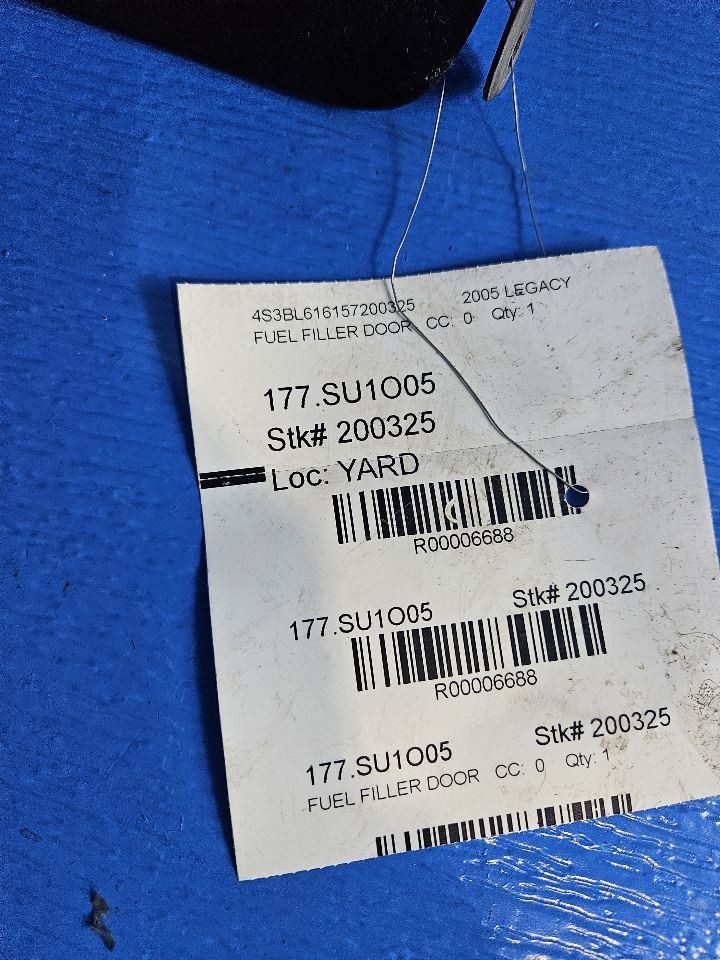 4S3BL616157200325 2005 LEGACY
FUEL FILLER DOOR CC: 0 Qty: 1
177.SU1O05
Stk# 200325
Loc: YARD
R00006688
177.SU1O05 Stk# 200325
R00006688
177.SU1O05 Stk# 200325
FUEL FILLER DOOR CC: 0 Qty: 1